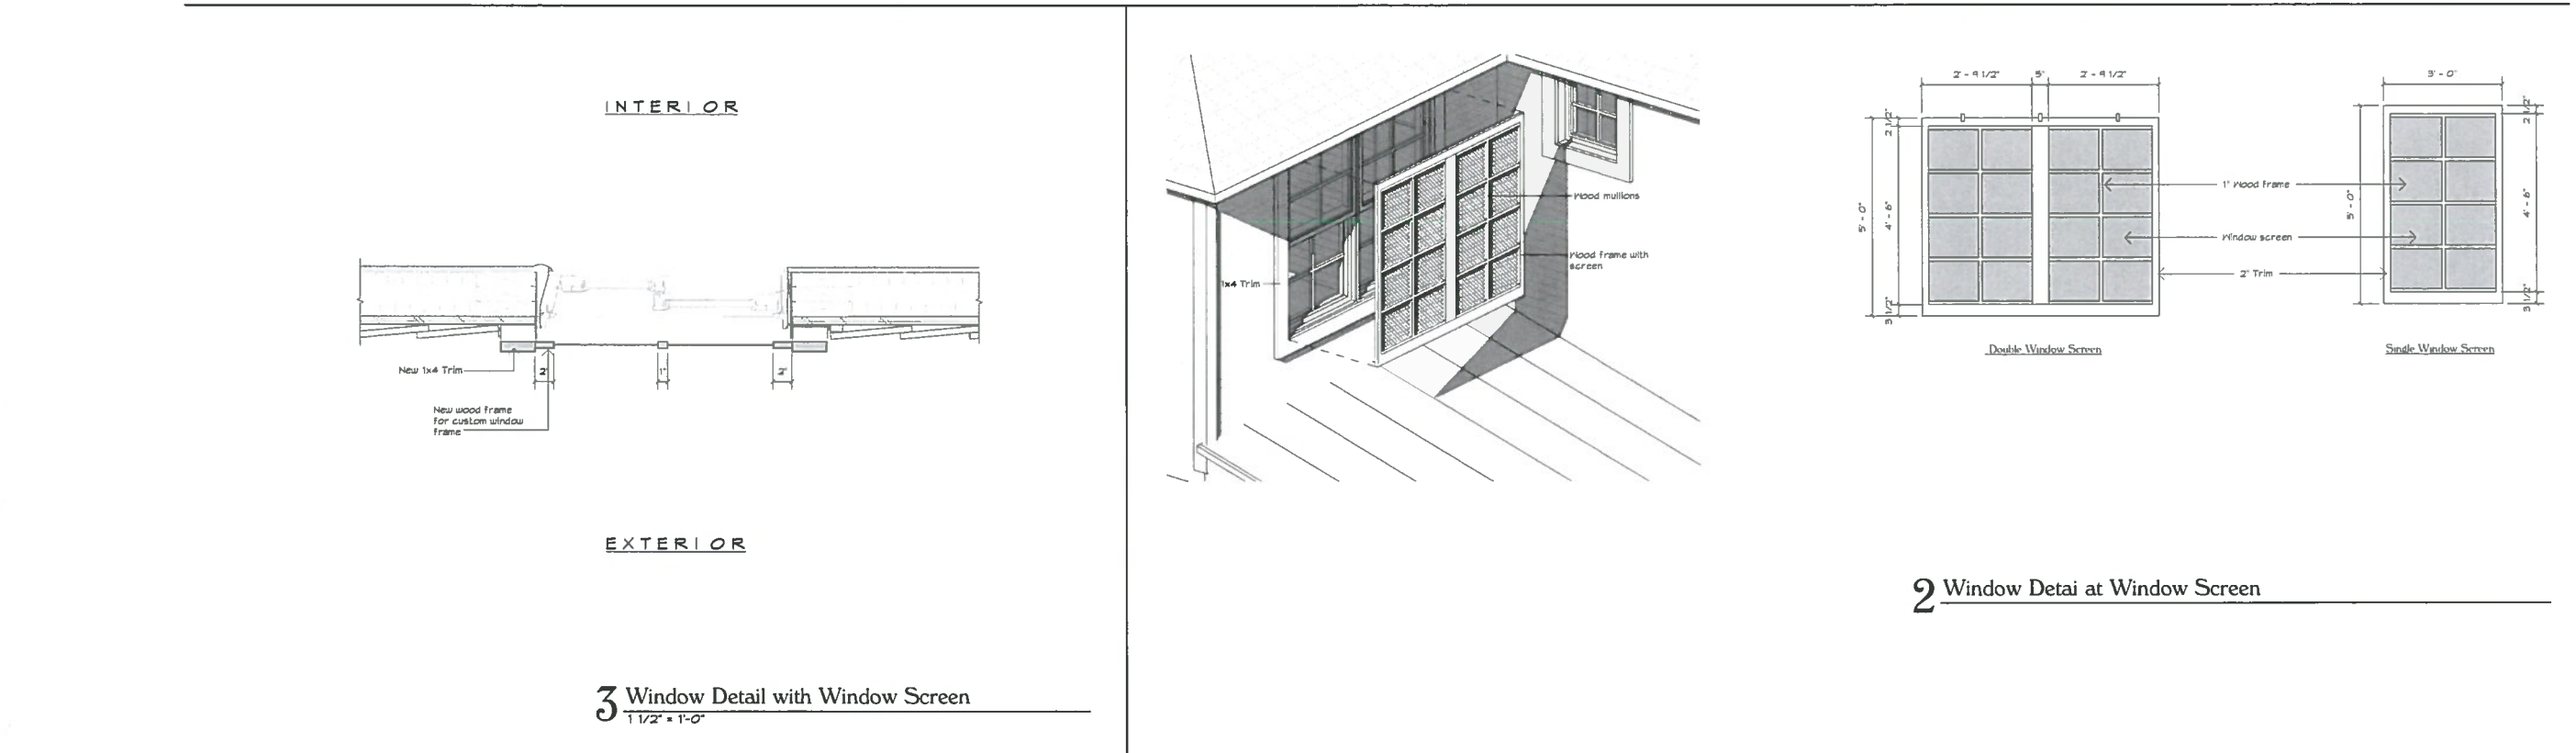 INTERIOR
New 1x4 Trim
2"
1"
2"
New wood frame
for custom window
frame
EXTERIOR
3 Window Detail with Window Screen
1 1/2" = 1'-0"
Wood mullions
Wood frame with
screen
1x4 Trim
2' - 9 1/2"
5"
2' - 9 1/2"
3' - 0"
2 1/2"
5' - 0"
4' - 6"
3 1/2"
1" Wood frame
Window screen
2" Trim
2 1/2"
5' - 0"
4' - 6"
3 1/2"
Double Window Screen
Single Window Screen
2 Window Detai at Window Screen